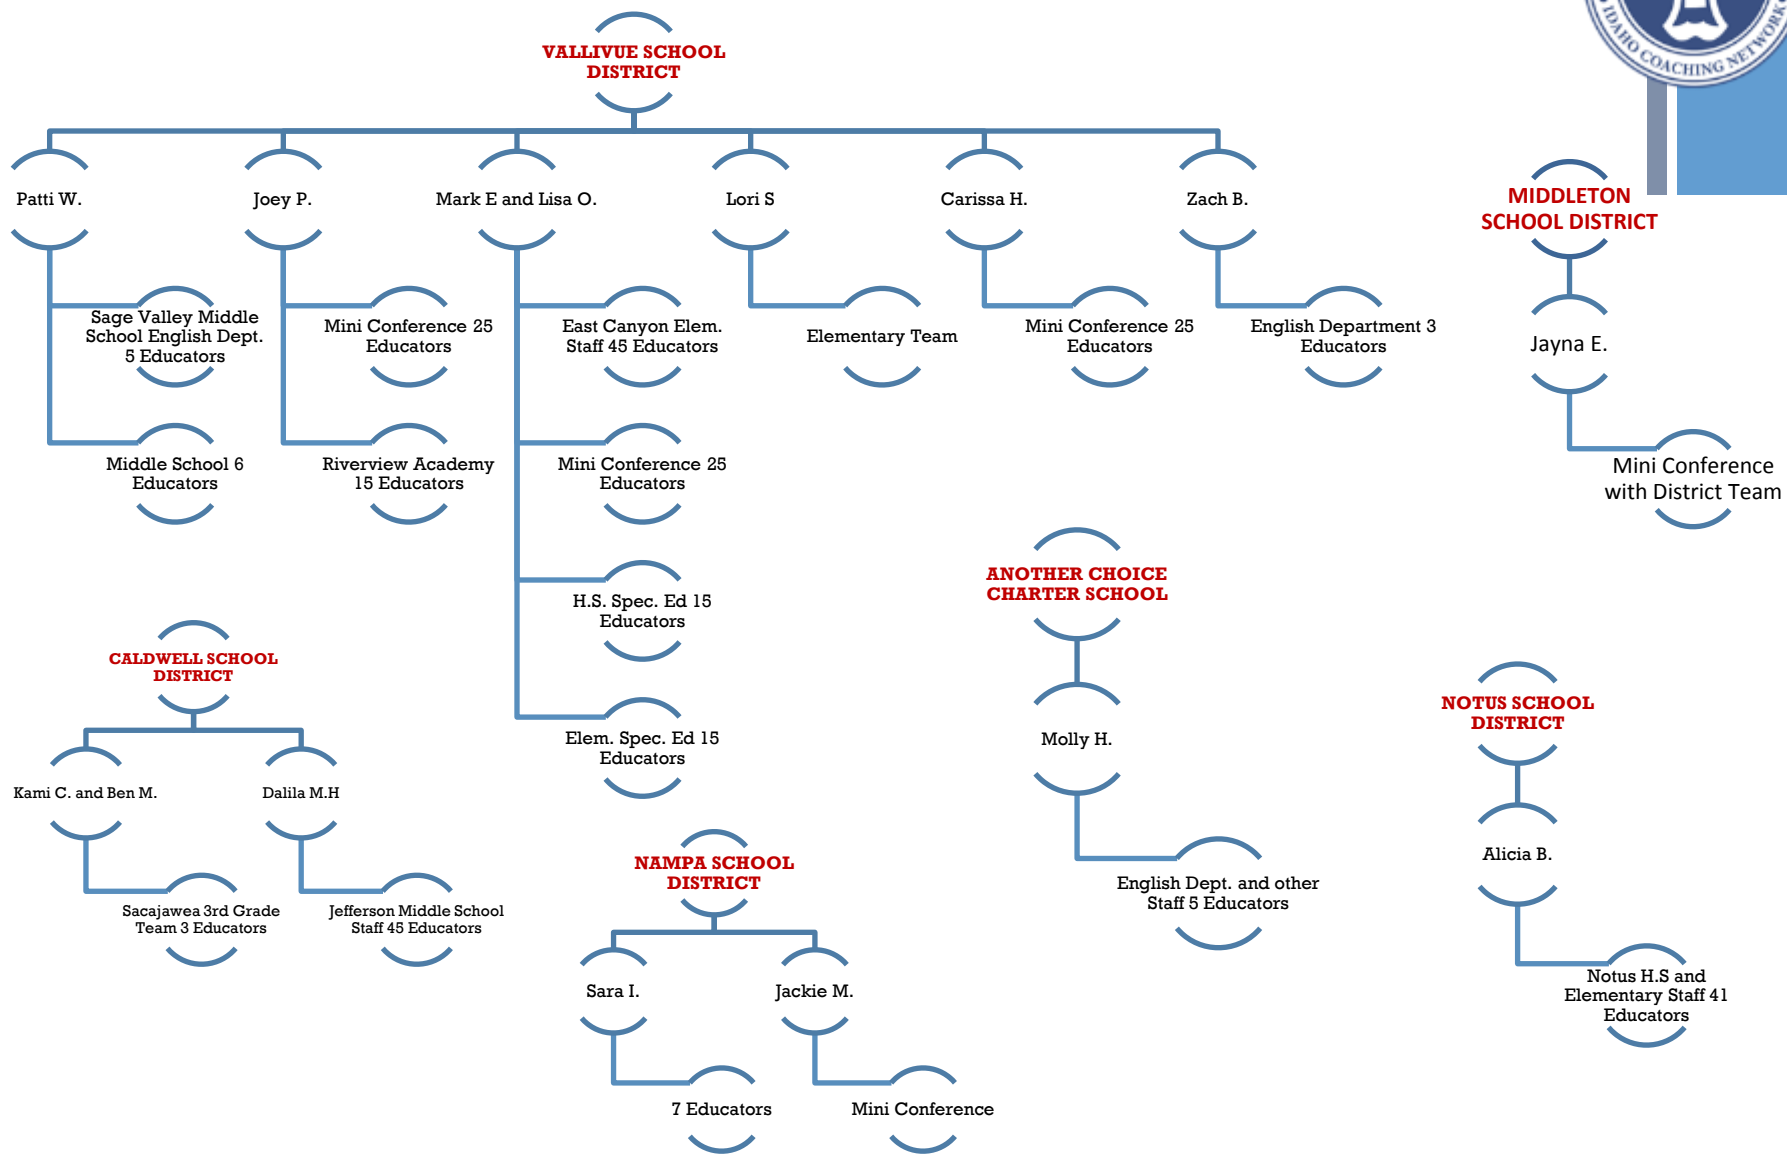 IDAHO COACHING NETWORK
VALLIVUE SCHOOL
DISTRICT
Patti W.
Joey P.
Mark E and Lisa O.
Lori S
Carissa H.
Zach B.
Sage Valley Middle
School English Dept.
5 Educators
Mini Conference 25
Educators
East Canyon Elem.
Staff 45 Educators
Elementary Team
Mini Conference 25
Educators
English Department 3
Educators
Middle School 6
Educators
Riverview Academy
15 Educators
Mini Conference 25
Educators
H.S. Spec. Ed 15
Educators
Elem. Spec. Ed 15
Educators
MIDDLETON
SCHOOL DISTRICT
Jayna E.
Mini Conference
with District Team
CALDWELL SCHOOL
DISTRICT
Kami C. and Ben M.
Dalila M.H
Sacajawea 3rd Grade
Team 3 Educators
Jefferson Middle School
Staff 45 Educators
NAMPA SCHOOL
DISTRICT
Sara I.
Jackie M.
7 Educators
Mini Conference
ANOTHER CHOICE
CHARTER SCHOOL
Molly H.
English Dept. and other
Staff 5 Educators
NOTUS SCHOOL
DISTRICT
Alicia B.
Notus H.S and
Elementary Staff 41
Educators